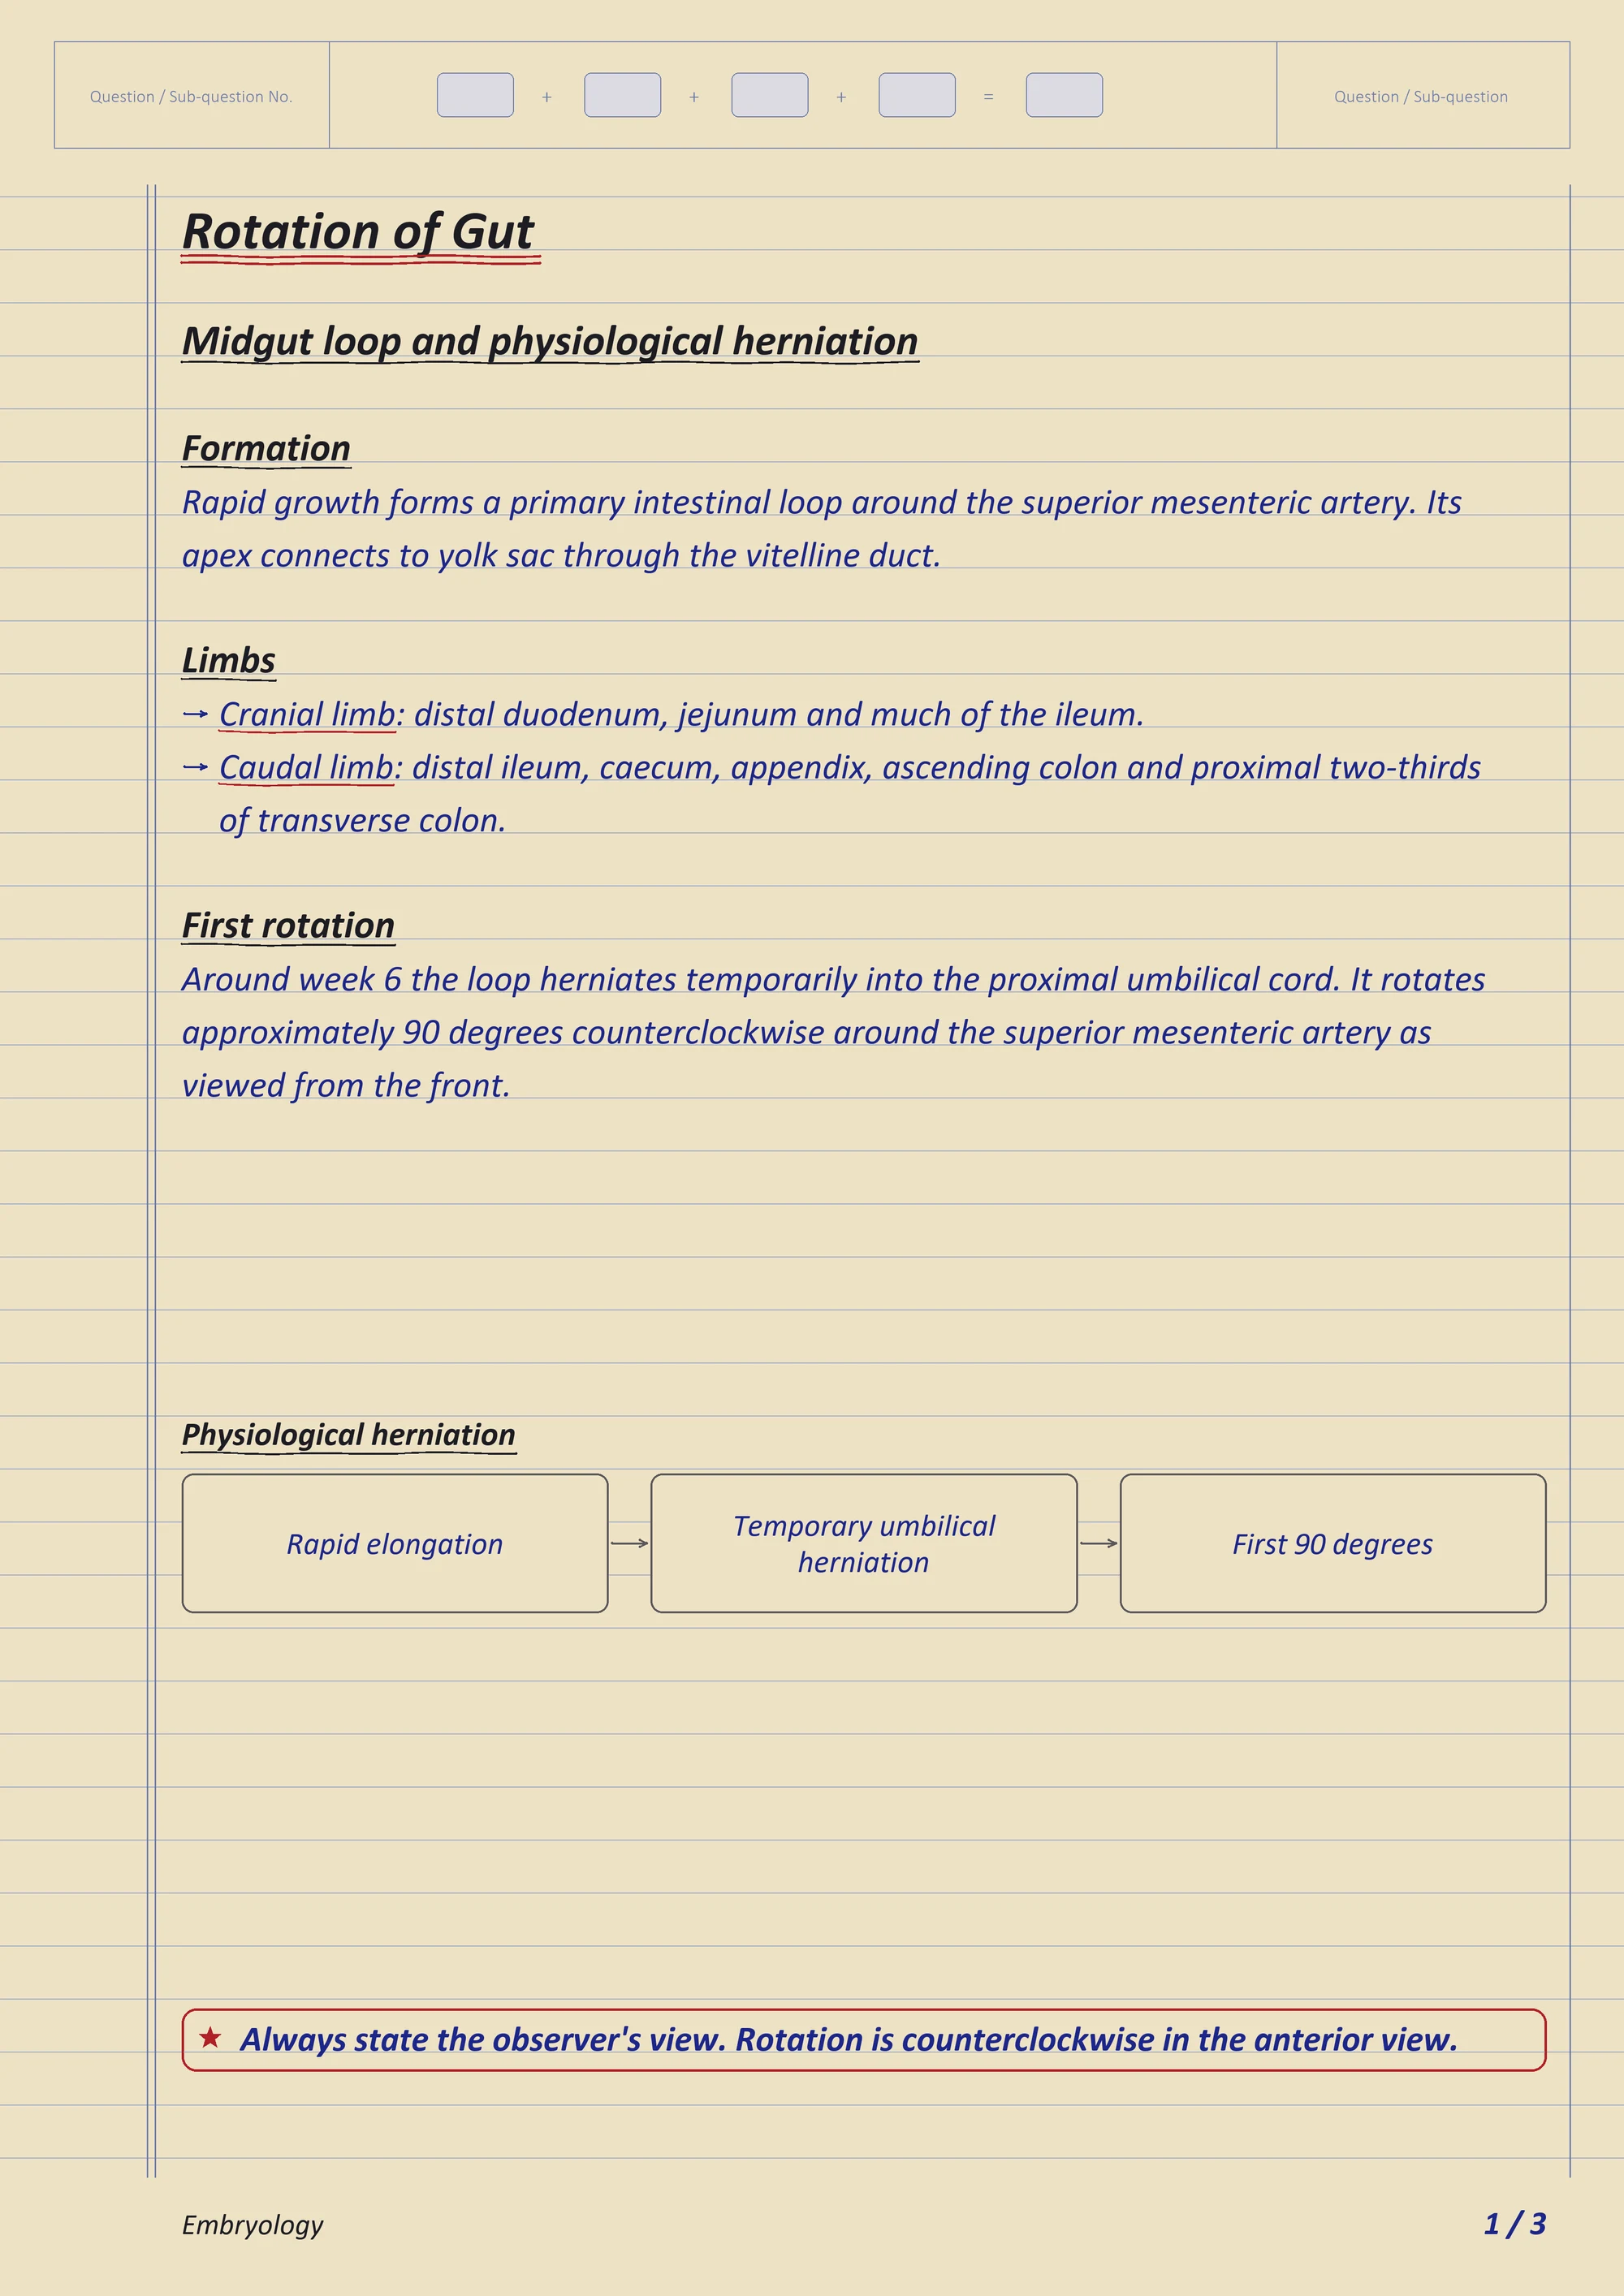 Question / Sub-question No.
+ + + =
Question / Sub-question
Rotation of Gut
Midgut loop and physiological herniation
Formation
Rapid growth forms a primary intestinal loop around the superior mesenteric artery. Its
apex connects to yolk sac through the vitelline duct.
Limbs
→ Cranial limb: distal duodenum, jejunum and much of the ileum.
→ Caudal limb: distal ileum, caecum, appendix, ascending colon and proximal two-thirds
of transverse colon.
First rotation
Around week 6 the loop herniates temporarily into the proximal umbilical cord. It rotates
approximately 90 degrees counterclockwise around the superior mesenteric artery as
viewed from the front.
Physiological herniation
Rapid elongation
Temporary umbilical
herniation
First 90 degrees
★ Always state the observer's view. Rotation is counterclockwise in the anterior view.
Embryology
1 / 3